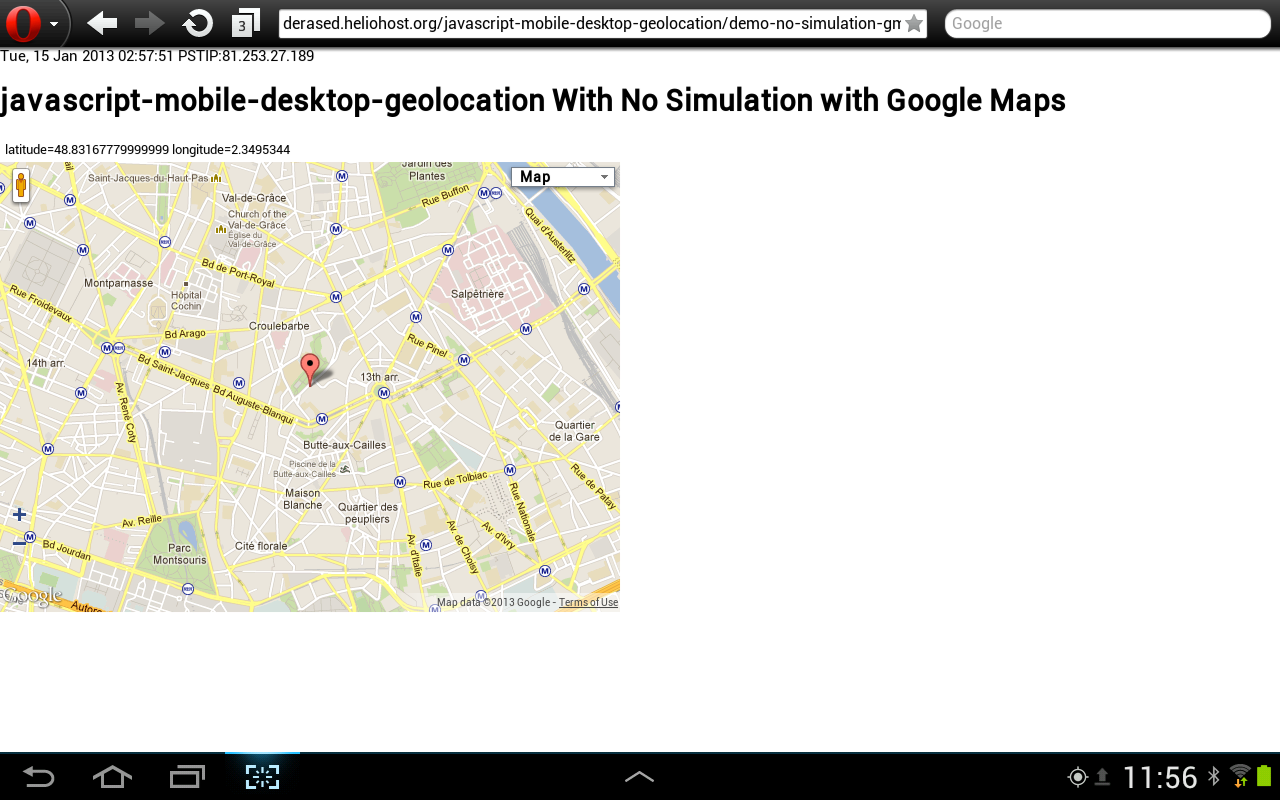 3
derased.heliohost.org/javascript-mobile-desktop-geolocation/demo-no-simulation-gm
Google
Tue, 15 Jan 2013 02:57:51 PSTIP:81.253.27.189
javascript-mobile-desktop-geolocation With No Simulation with Google Maps
latitude=48.83167779999999 longitude=2.3495344
Jardin des
Plantes
Map
Saint-Jacques-du-Haut-Pas
Val-de-Grâce
Rue Buffon
Church of the
Val-de-Grâce
Église du
Val-de-Grâce
Quai d'Austerlitz
Bd de Port-Royal
Montparnasse
Hôpital
Cochin
Salpêtrière
Rue Froidevaux
Croulebarbe
Bd Arago
Rue Pinel
14th arr.
Bd Saint-Jacques
Bd Auguste-Blanqui
13th arr.
Av. René Coty
Quartier
de la Gare
Butte-aux-Cailles
Piscine de la
Butte-aux-Cailles
Rue de Tolbiac
Rue de Patay
Maison
Blanche
Quartier des
peupliers
Rue Nationale
Av. Reille
Av. d'Italie
Av. de Choisy
Av. d'Ivry
Bd Jourdan
Parc
Montsouris
Cité florale
Google
Map data ©2013 Google - Terms of Use
11:56